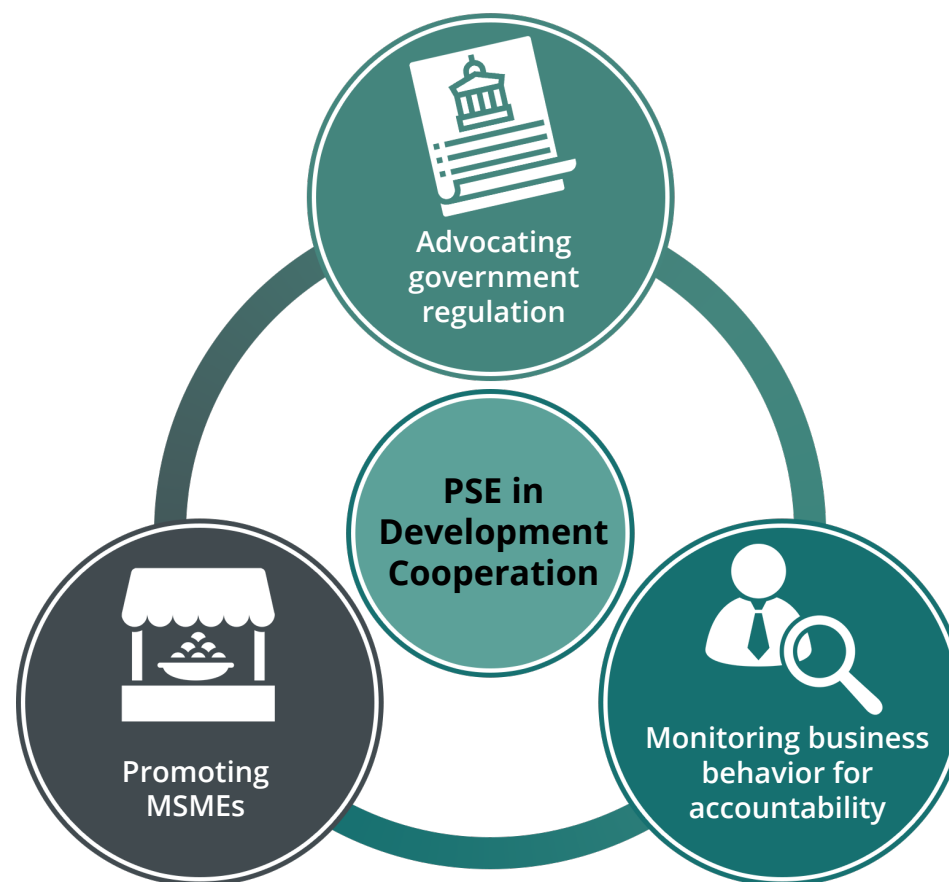 Advocating
government
regulation
PSE in
Development
Cooperation
Promoting
MSMEs
Monitoring business
behavior for
accountability